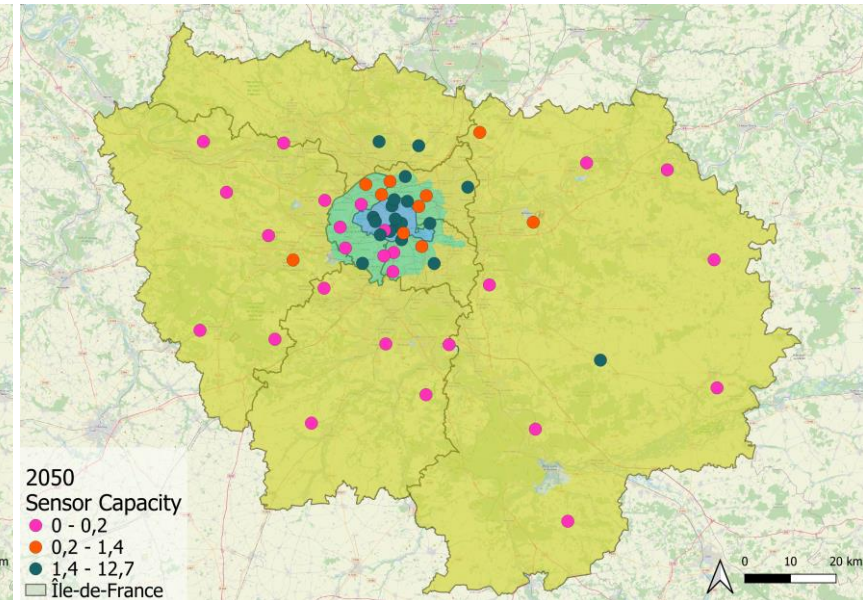 2050
Sensor Capacity
0 - 0,2
0,2 - 1,4
1,4 - 12,7
Île-de-France
0 10 20 km
m